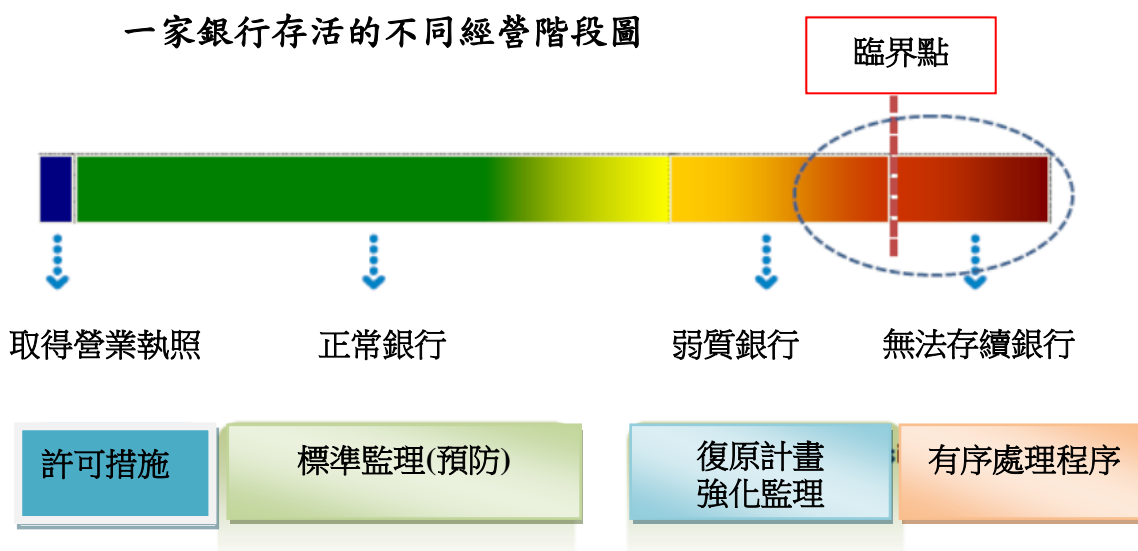 一家銀行存活的不同經營階段圖
臨界點
取得營業執照
正常銀行
弱質銀行
無法存續銀行
許可措施
標準監理(預防)
復原計畫
強化監理
有序處理程序